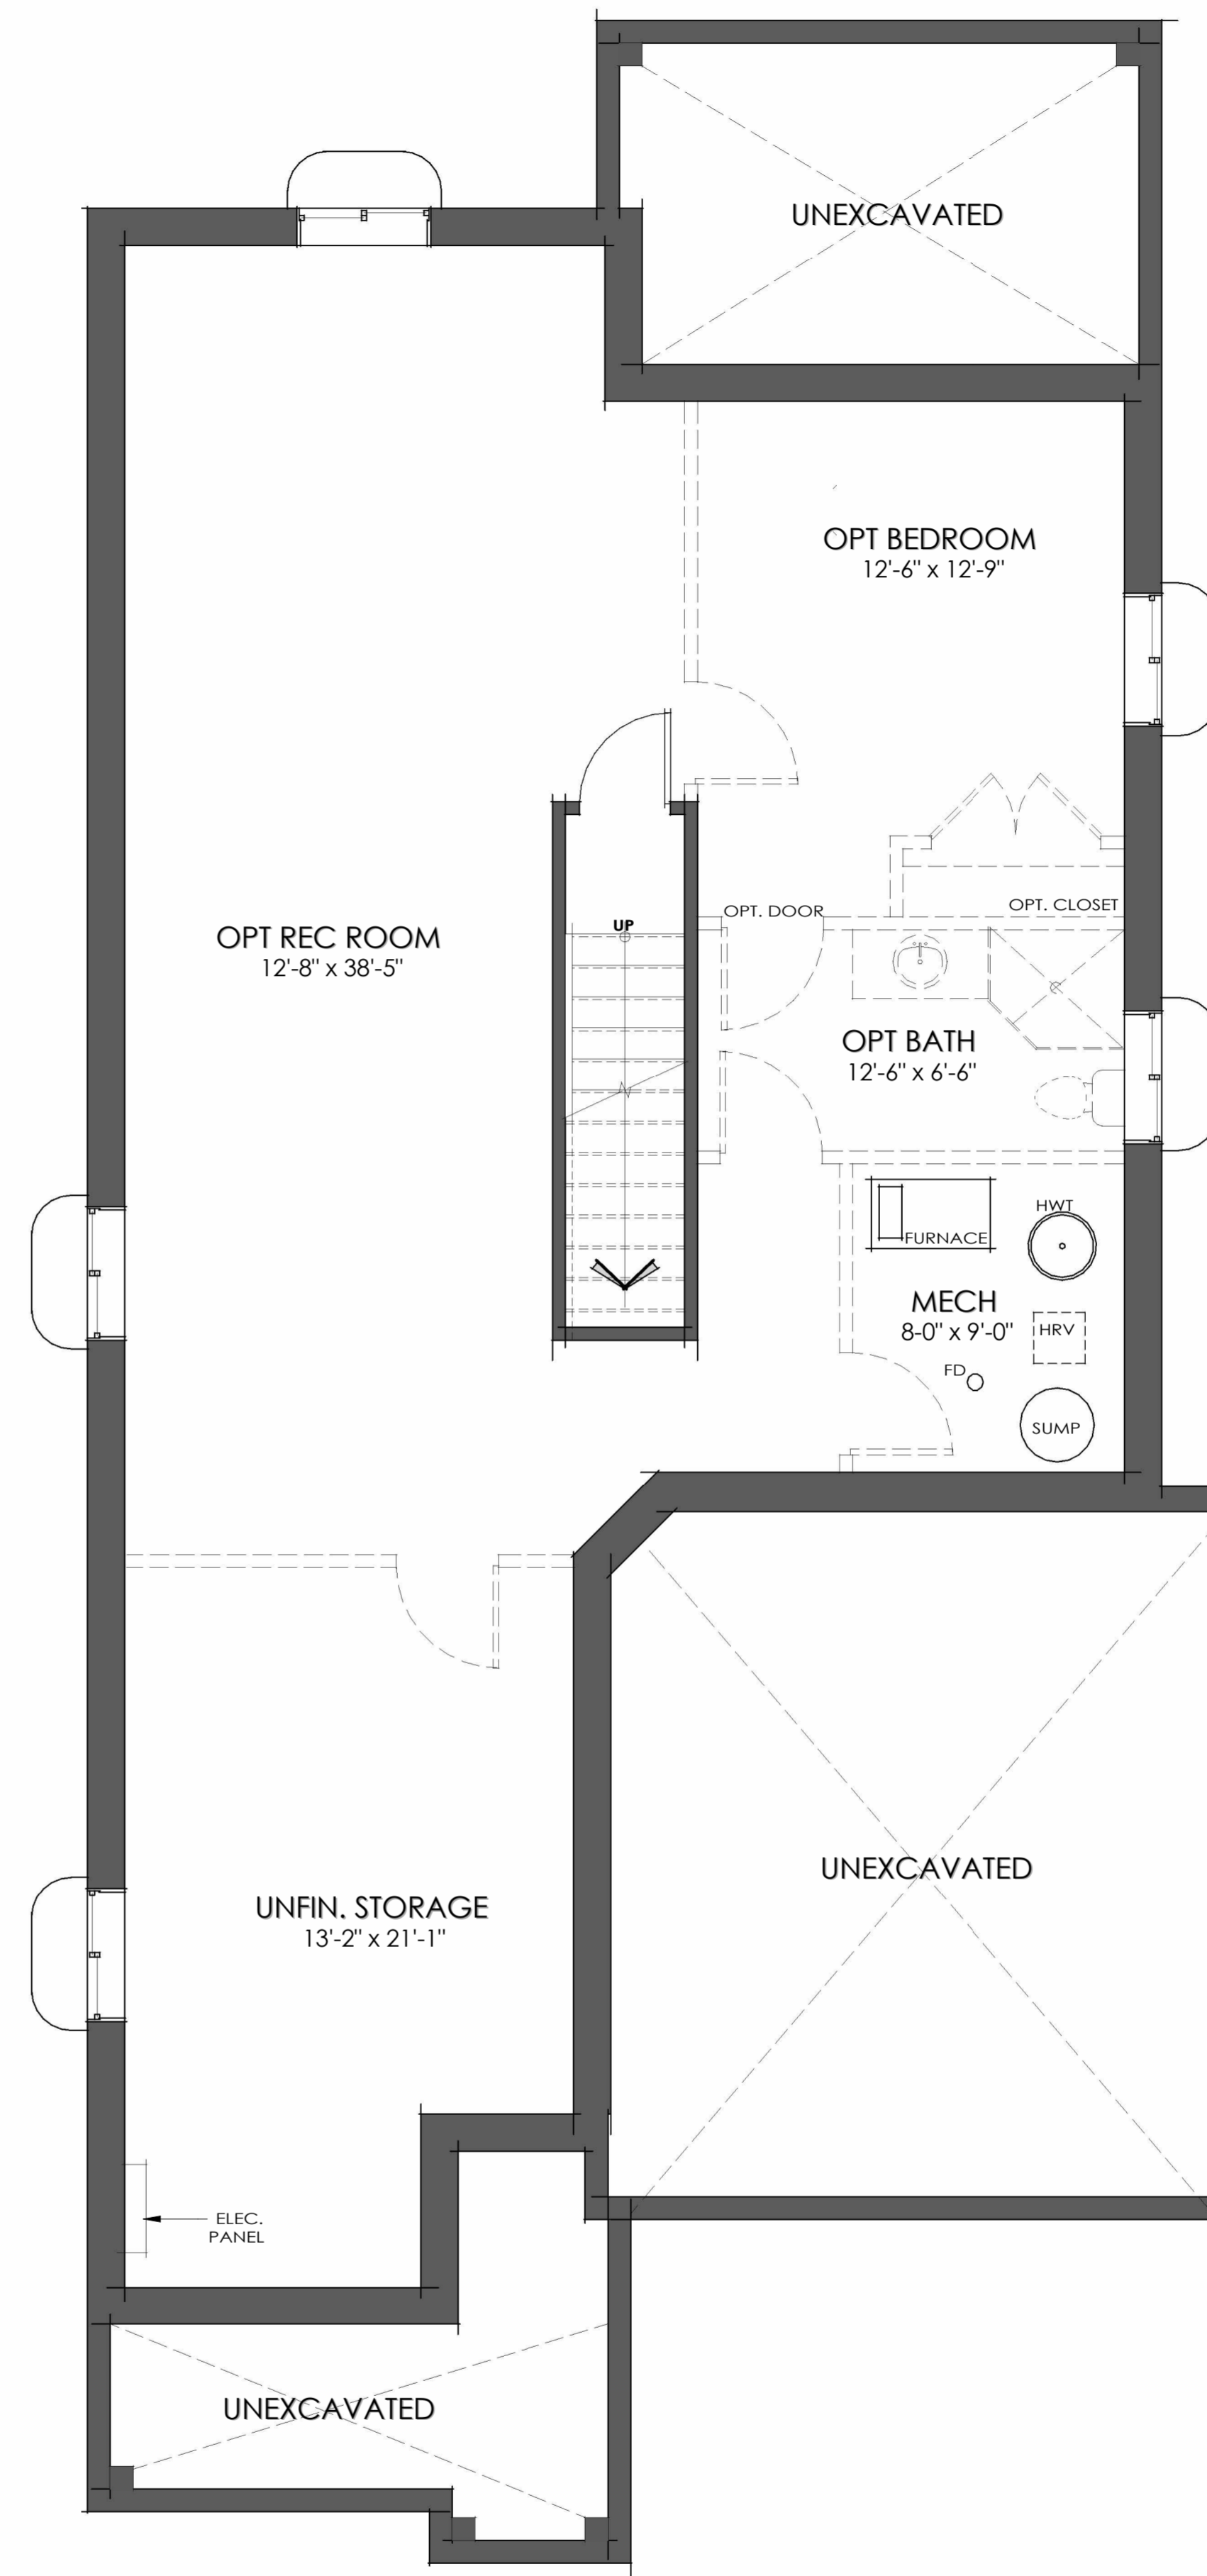 UNEXCAVATED
OPT BEDROOM
12'-6" x 12'-9"
OPT. CLOSET
OPT. DOOR
UP
OPT REC ROOM
12'-8" x 38'-5"
OPT BATH
12'-6" x 6'-6"
HWT
FURNACE
MECH
8-0" x 9'-0"
HRV
FD
SUMP
UNEXCAVATED
UNFIN. STORAGE
13'-2" x 21'-1"
ELEC.
PANEL
UNEXCAVATED